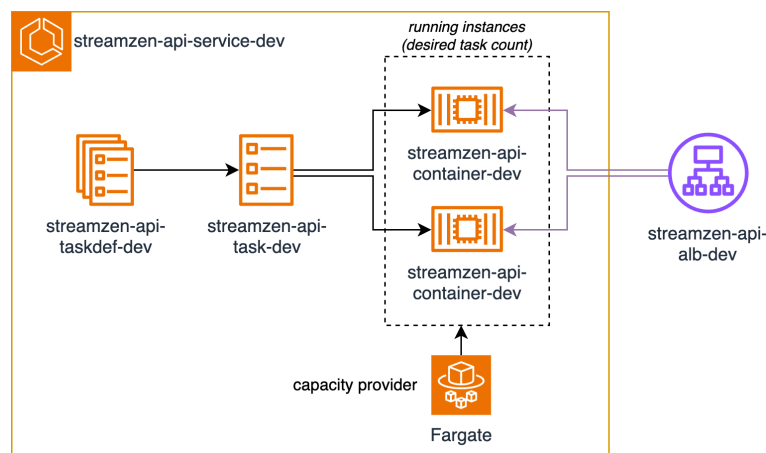 streamzen-api-service-dev
running instances
(desired task count)
streamzen-api-
container-dev
streamzen-api-
taskdef-dev
streamzen-api-
task-dev
streamzen-api-
container-dev
streamzen-api-
alb-dev
capacity provider
Fargate